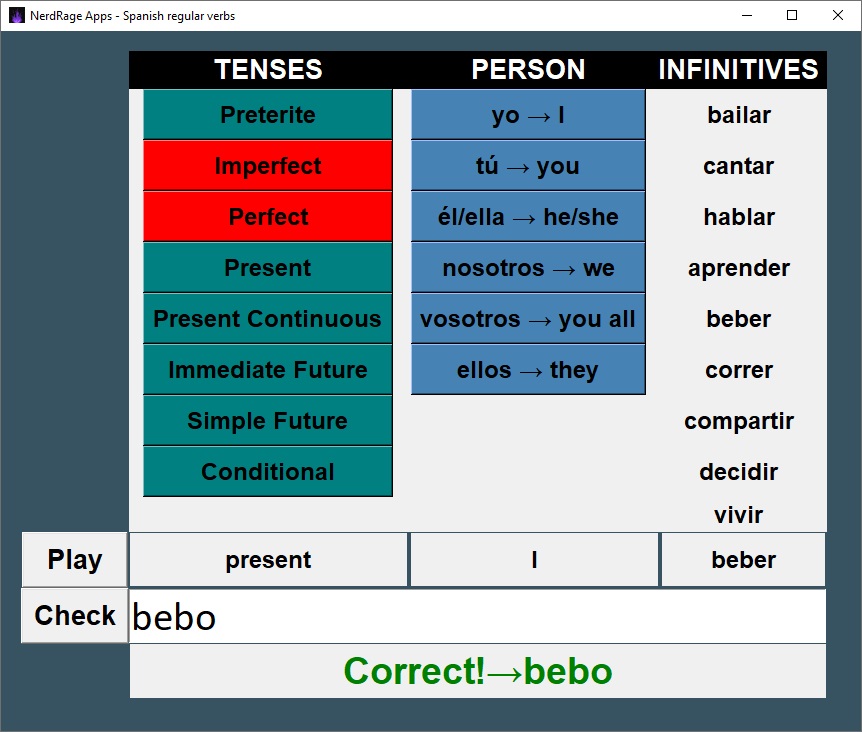 NerdRage Apps - Spanish regular verbs
TENSES PERSON INFINITIVES
Preterite yo → I bailar
Imperfect tú → you cantar
Perfect él/ella → he/she hablar
Present nosotros → we aprender
Present Continuous vosotros → you all beber
Immediate Future ellos → they correr
Simple Future compartir
Conditional decidir
vivir
Play present I beber
Check bebo
Correct!→bebo